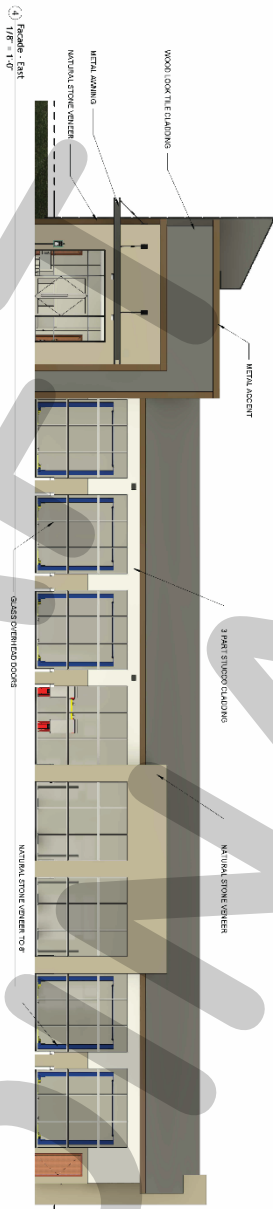 WOOD LOOK TILE CLADDING
METAL AWNING
NATURAL STONE VENEER
METAL ACCENT
3 PART STUCCO CLADDING
NATURAL STONE VENEER
GLASS OVERHEAD DOORS
NATURAL STONE VENEER TO 8'
4 Facade - East
1/8" = 1'-0"